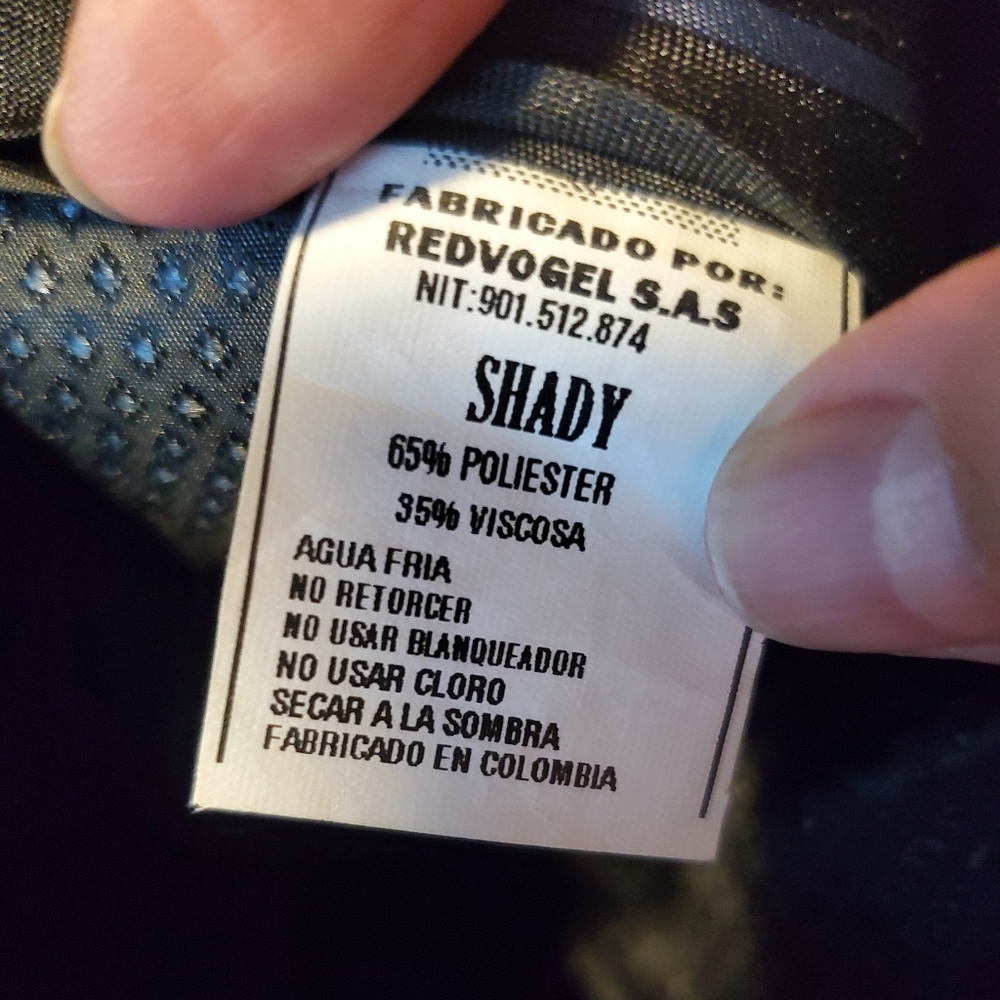 FABRICADO POR:
REDVOGEL S.A.S
NIT:901.512.874
SHADY
65% POLIESTER
35% VISCOSA
AGUA FRIA
NO RETORCER
NO USAR BLANQUEADOR
NO USAR CLORO
SECAR A LA SOMBRA
FABRICADO EN COLOMBIA